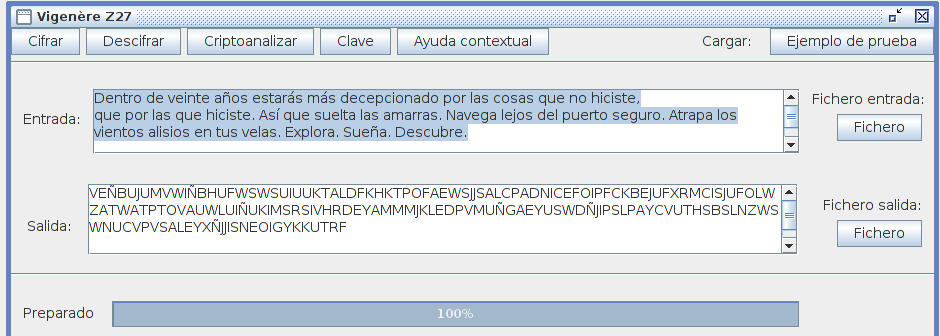 Vigenère Z27
Cifrar Descifrar Criptoanalizar Clave Ayuda contextual Cargar: Ejemplo de prueba
Entrada:
Dentro de veinte años estarás más decepcionado por las cosas que no hiciste,
que por las que hiciste. Así que suelta las amarras. Navega lejos del puerto seguro. Atrapa los
vientos alisios en tus velas. Explora. Sueña. Descubre.
Fichero entrada:
Fichero
Salida:
VEÑBUJUMVWIÑBHUFWSWSUIUUKTALDFKHKTPOFAEWSJJSALCPADNICEFOIPFCKBEJUFXRMCISJUFOLW
ZATWATPTOVAUWLUIÑUKIMSRSIVHRDEYAMMMJKLEDPVMUÑGAEYUSWDÑJIPSLPAYCVUTHSBSLNZWS
WNUCVPVSALEYXÑJJISNEOIGYKKUTRF
Fichero salida:
Fichero
Preparado
100%